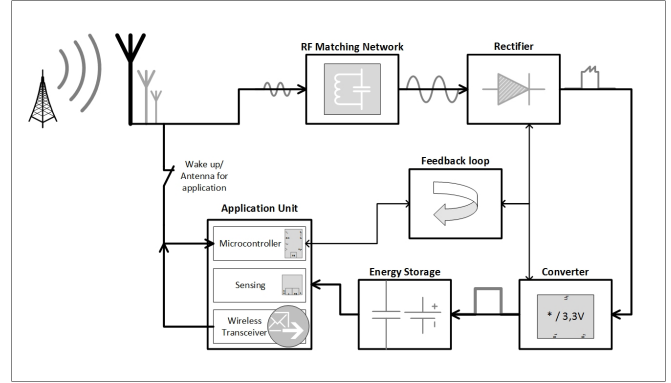 RF Matching Network
Rectifier
Wake up/
Antenna for
application
Feedback loop
Application Unit
Microcontroller
Sensing
Wireless
Transceiver
Energy Storage
+
Converter
* / 3,3V